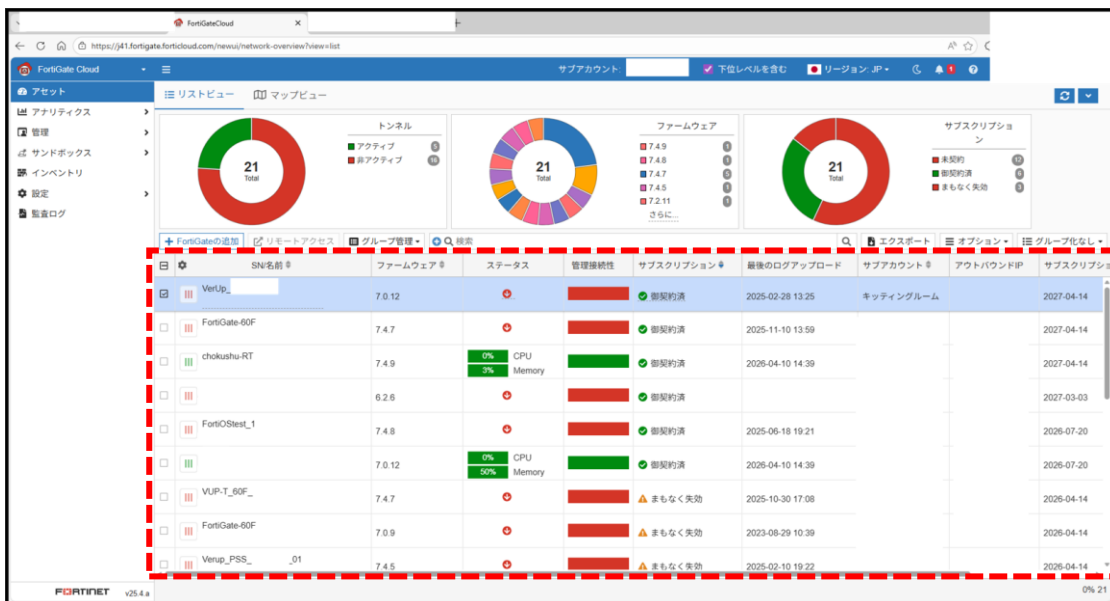 FortiGateCloud
https://j41.fortigate.forticloud.com/newui/network-overview?view=list
FortiGate Cloud
サブアカウント:
下位レベルを含む
リージョン: JP
1
アセット
アナリティクス
管理
サンドボックス
インベントリ
設定
監査ログ
リストビュー
マップビュー
21
Total
トンネル
アクティブ 5
非アクティブ 16
21
Total
ファームウェア
7.4.9 1
7.4.8 1
7.4.7 5
7.4.5 1
7.2.11 1
さらに...
21
Total
サブスクリプション
未契約 12
御契約済 6
まもなく失効 3
FortiGateの追加 リモートアクセス グループ管理 検索 エクスポート オプション グループ化なし
SN/名前 ファームウェア ステータス 管理接続性 サブスクリプション 最後のログアップロード サブアカウント アウトバウンドIP サブスクリプショ
VerUp_ 7.0.12 御契約済 2025-02-28 13:25 キッティングルーム 2027-04-14
FortiGate-60F 7.4.7 御契約済 2025-11-10 13:59 2027-04-14
chokushu-RT 7.4.9 0% CPU 3% Memory 御契約済 2026-04-10 14:39 2027-04-14
6.2.6 御契約済 2027-03-03
FortiOStest_1 7.4.8 御契約済 2025-06-18 19:21 2026-07-20
7.0.12 0% CPU 50% Memory 御契約済 2026-04-10 14:39 2026-07-20
VUP-T_60F_ 7.4.7 まもなく失効 2025-10-30 17:08 2026-04-14
FortiGate-60F 7.0.9 まもなく失効 2023-08-29 10:39 2026-04-14
Verup_PSS_ _01 7.4.5 まもなく失効 2025-02-10 19:22 2026-04-14
FORTINET v25.4.a
0% 21